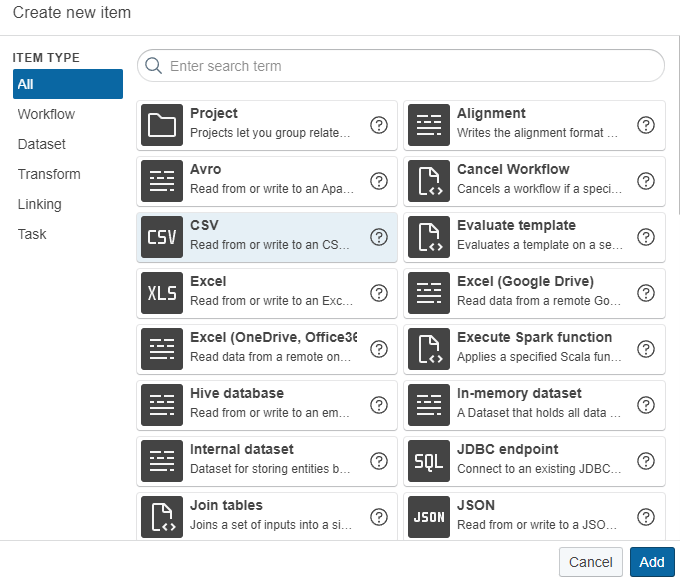 Create new item
ITEM TYPE
All
Workflow
Dataset
Transform
Linking
Task
Enter search term
Project
Projects let you group relate...
Alignment
Writes the alignment format ...
Avro
Read from or write to an Apa...
Cancel Workflow
Cancels a workflow if a speci...
CSV
CSV
Read from or write to an CS...
Evaluate template
Evaluates a template on a se...
XLS
Excel
Read from or write to an Exc...
Excel (Google Drive)
Read data from a remote Go...
Excel (OneDrive, Office36
Read data from a remote on...
Execute Spark function
Applies a specified Scala fun...
Hive database
Read from or write to an em...
In-memory dataset
A Dataset that holds all data ...
Internal dataset
Dataset for storing entities b...
SQL
JDBC endpoint
Connect to an existing JDBC...
Join tables
Joins a set of inputs into a si...
JSON
JSON
Read from or write to a JSO...
Cancel
Add